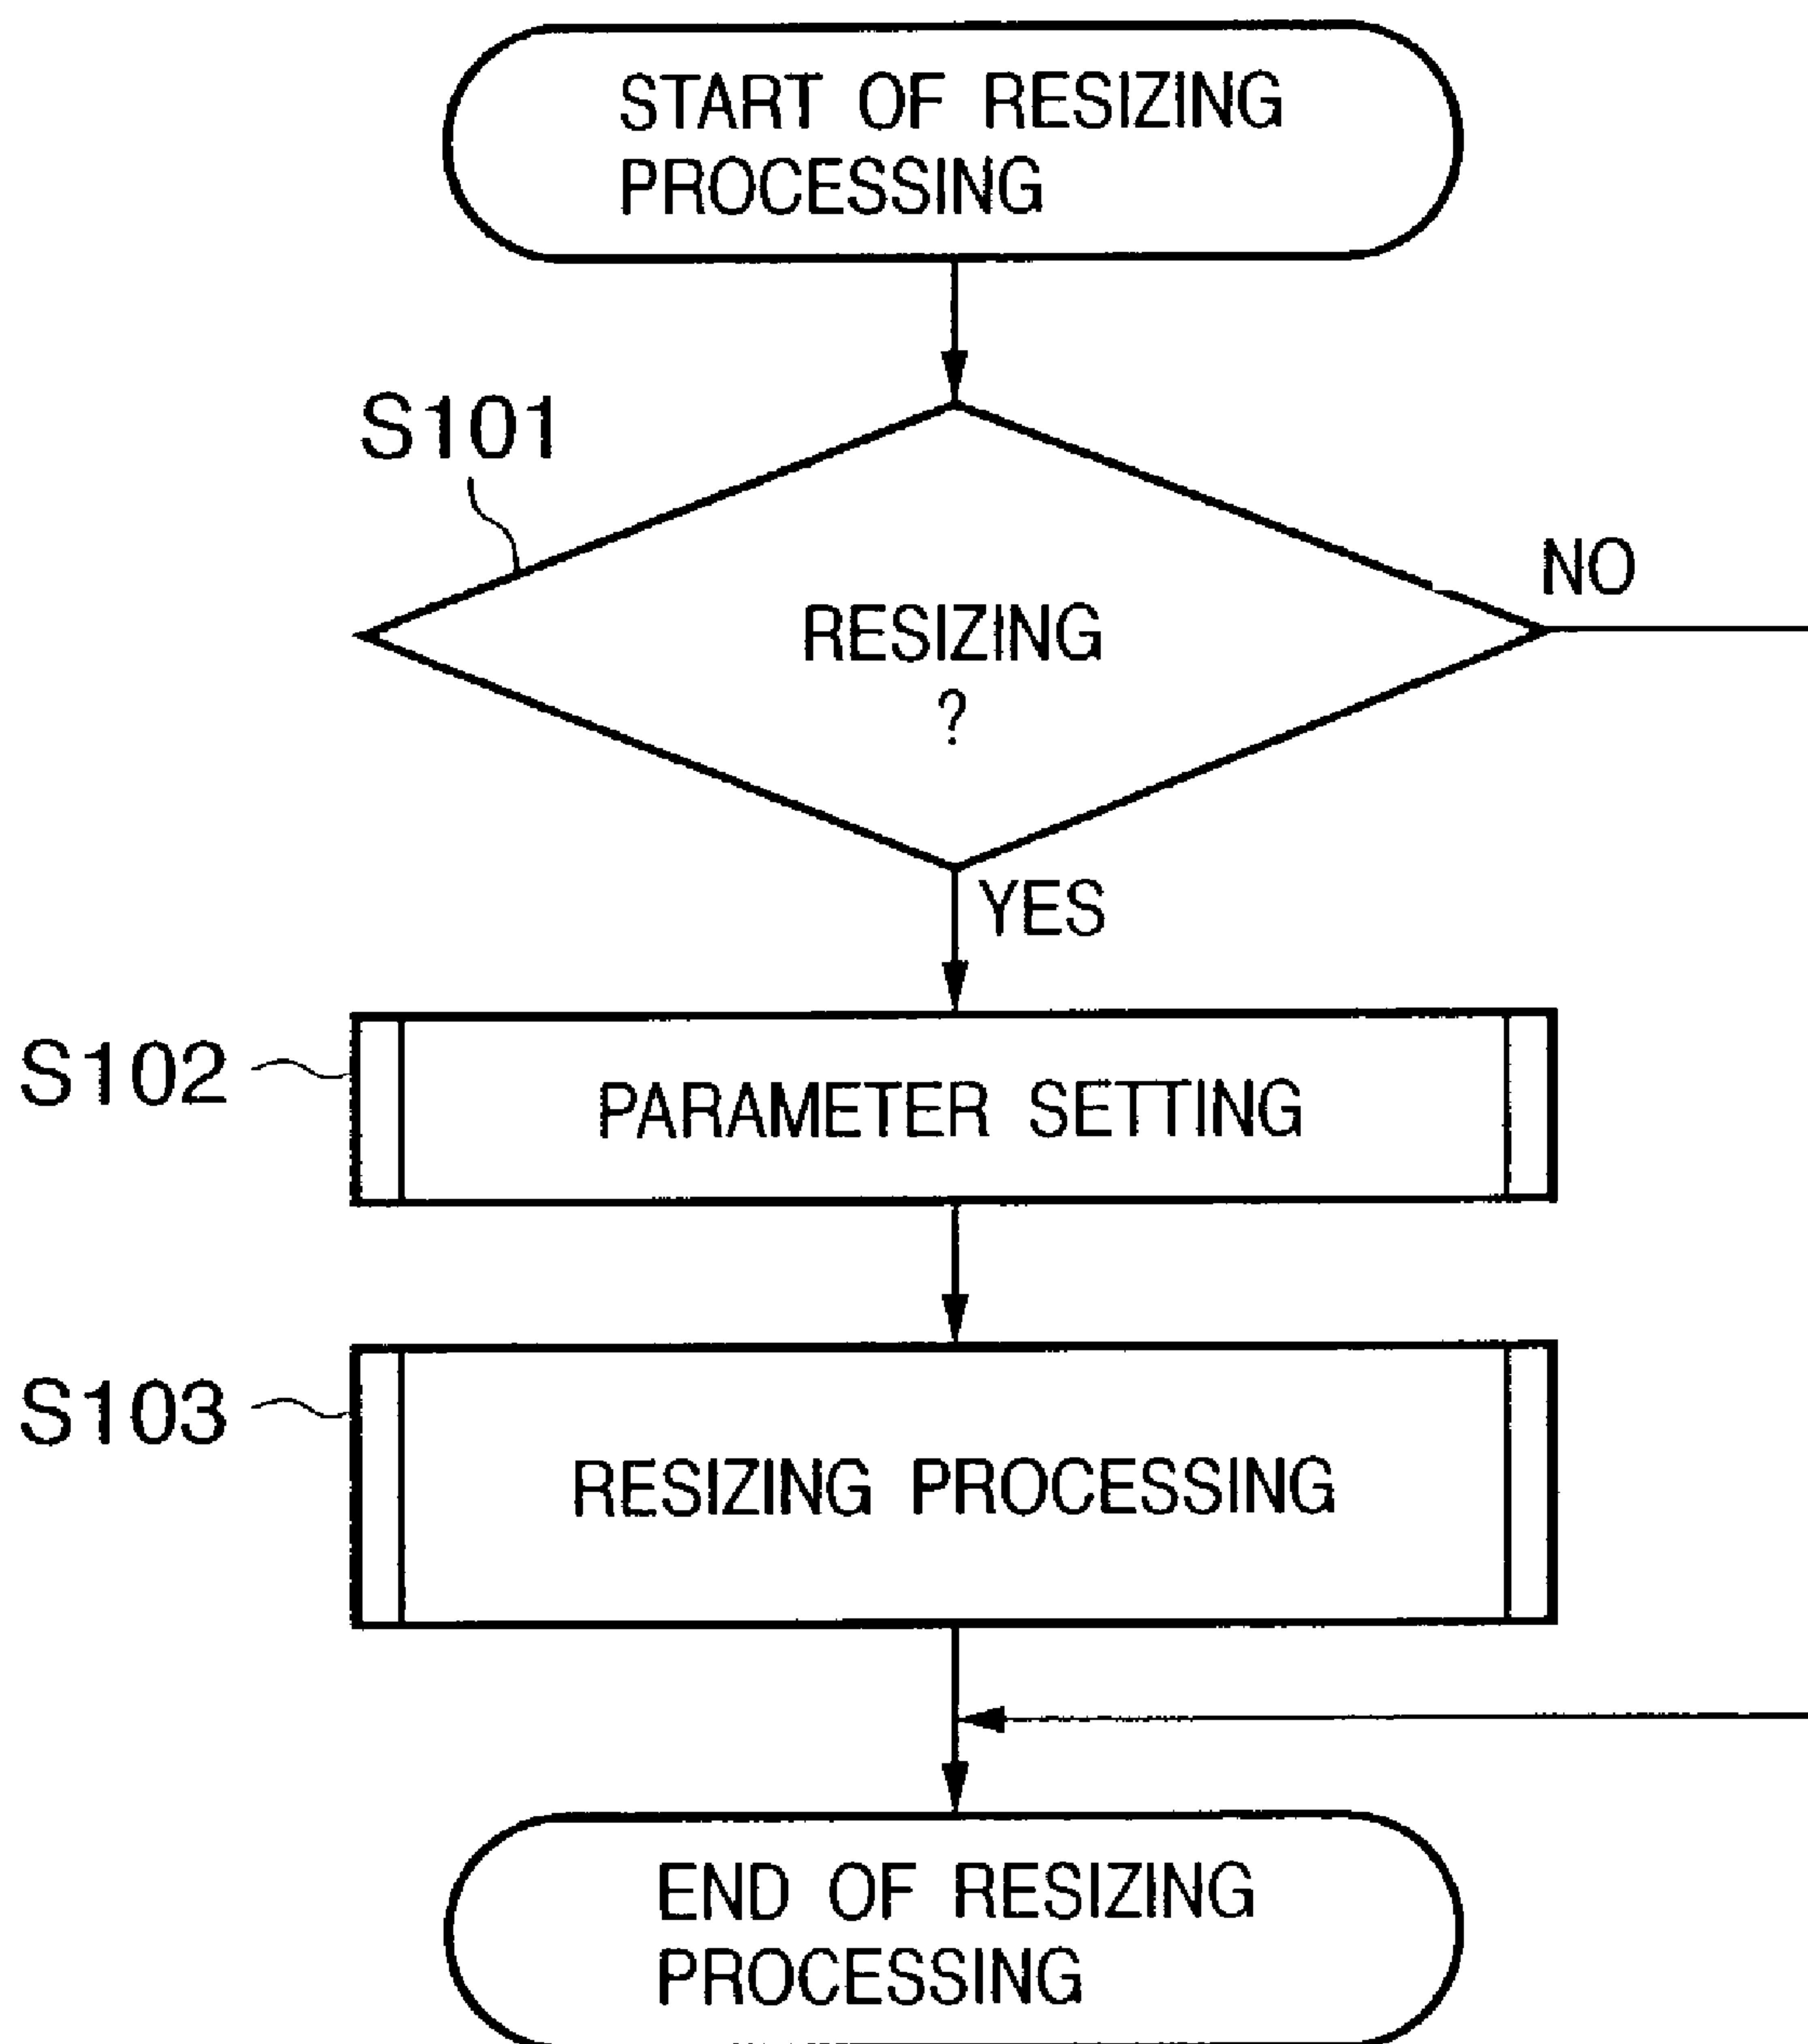 START OF RESIZING
PROCESSING
S101
NO
RESIZING
?
YES
S102
PARAMETER SETTING
S103
RESIZING PROCESSING
END OF RESIZING
PROCESSING